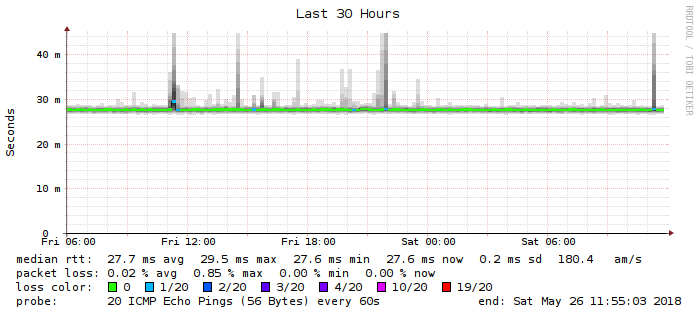 Last 30 Hours
RRDTOOL / TOBI OETIKER
Seconds
40 m
30 m
20 m
10 m
0
Fri 06:00 Fri 12:00 Fri 18:00 Sat 00:00 Sat 06:00
median rtt: 27.7 ms avg 29.5 ms max 27.6 ms min 27.6 ms now 0.2 ms sd 180.4 am/s
packet loss: 0.02 % avg 0.85 % max 0.00 % min 0.00 % now
loss color: 0 1/20 2/20 3/20 4/20 10/20 19/20
probe: 20 ICMP Echo Pings (56 Bytes) every 60s end: Sat May 26 11:55:03 2018